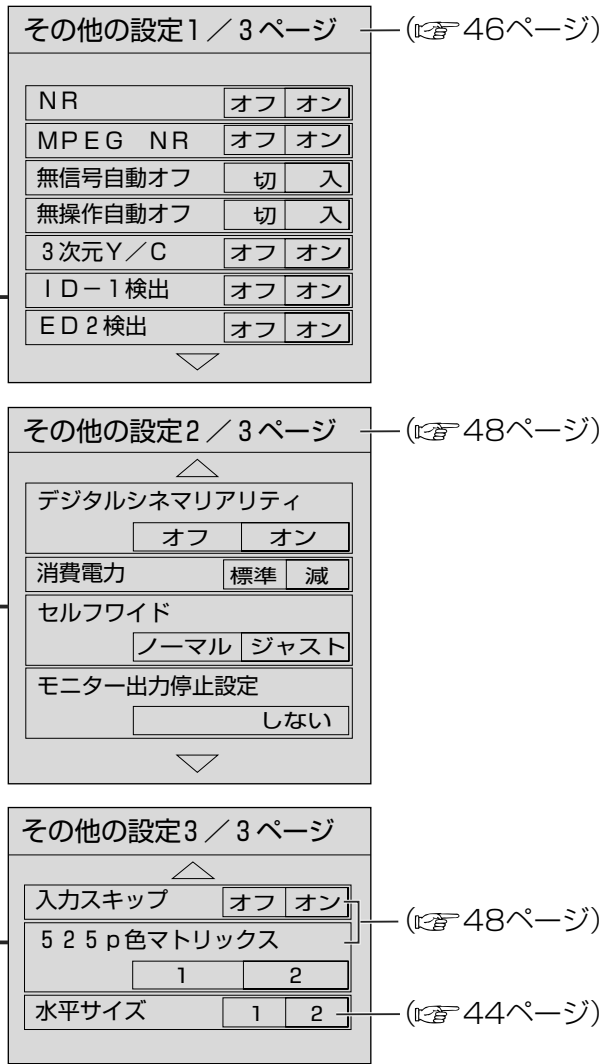 その他の設定1／3ページ (☞46ページ)
NR オフ オン
MPEG NR オフ オン
無信号自動オフ 切 入
無操作自動オフ 切 入
3次元Y／C オフ オン
ID－1検出 オフ オン
ED2検出 オフ オン
その他の設定2／3ページ (☞48ページ)
デジタルシネマリアリティ
オフ オン
消費電力 標準 減
セルフワイド
ノーマル ジャスト
モニター出力停止設定
しない
その他の設定3／3ページ
入力スキップ オフ オン
(☞48ページ)
525p色マトリックス
1 2
水平サイズ 1 2 (☞44ページ)